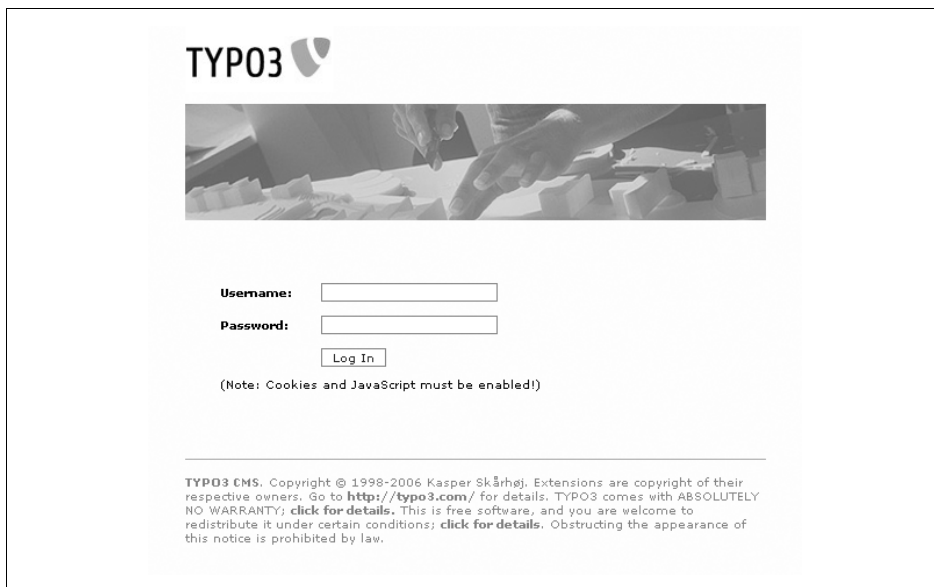 TYPO3
Username:
Password:
Log In
(Note: Cookies and JavaScript must be enabled!)
TYPO3 CMS. Copyright © 1998-2006 Kasper Skårhøj. Extensions are copyright of their
respective owners. Go to http://typo3.com/ for details. TYPO3 comes with ABSOLUTELY
NO WARRANTY; click for details. This is free software, and you are welcome to
redistribute it under certain conditions; click for details. Obstructing the appearance of
this notice is prohibited by law.